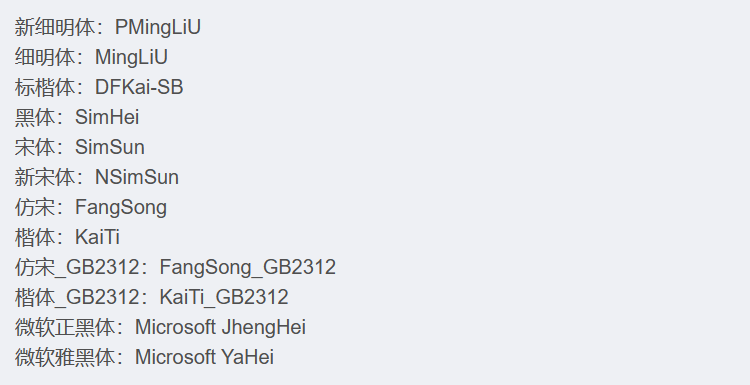 新细明体：PMingLiU
细明体：MingLiU
标楷体：DFKai-SB
黑体：SimHei
宋体：SimSun
新宋体：NSimSun
仿宋：FangSong
楷体：KaiTi
仿宋_GB2312：FangSong_GB2312
楷体_GB2312：KaiTi_GB2312
微软正黑体：Microsoft JhengHei
微软雅黑体：Microsoft YaHei